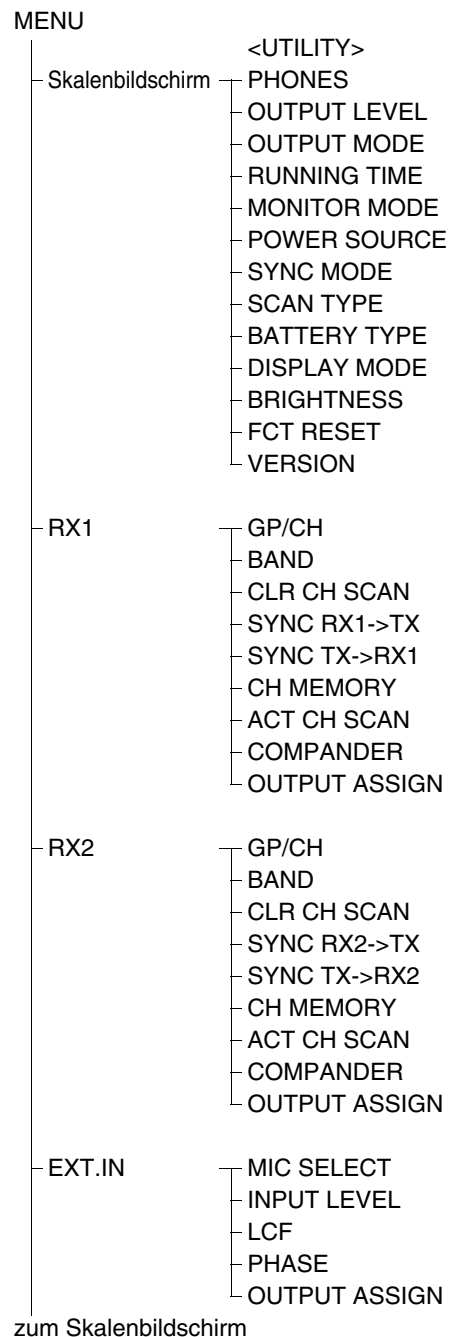 MENU
<UTILITY>
Skalenbildschirm PHONES
OUTPUT LEVEL
OUTPUT MODE
RUNNING TIME
MONITOR MODE
POWER SOURCE
SYNC MODE
SCAN TYPE
BATTERY TYPE
DISPLAY MODE
BRIGHTNESS
FCT RESET
VERSION
RX1 GP/CH
BAND
CLR CH SCAN
SYNC RX1->TX
SYNC TX->RX1
CH MEMORY
ACT CH SCAN
COMPANDER
OUTPUT ASSIGN
RX2 GP/CH
BAND
CLR CH SCAN
SYNC RX2->TX
SYNC TX->RX2
CH MEMORY
ACT CH SCAN
COMPANDER
OUTPUT ASSIGN
EXT.IN MIC SELECT
INPUT LEVEL
LCF
PHASE
OUTPUT ASSIGN
zum Skalenbildschirm